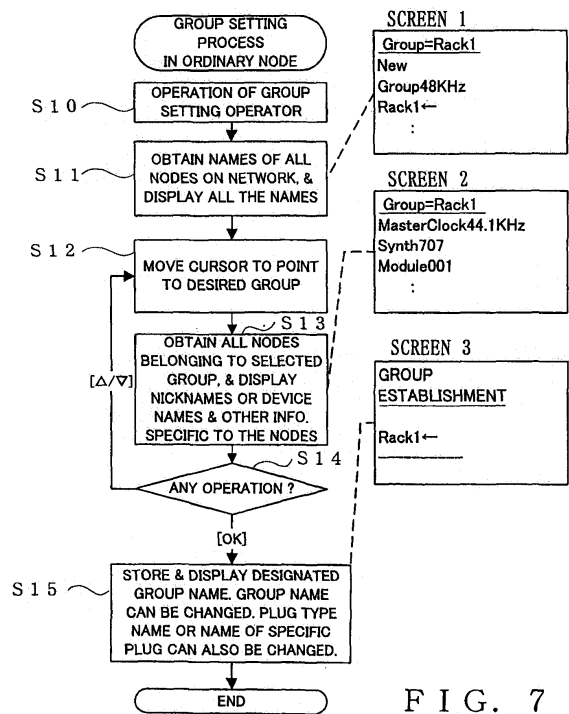 GROUP SETTING
PROCESS
IN ORDINARY NODE
S10
OPERATION OF GROUP
SETTING OPERATOR
S11
OBTAIN NAMES OF ALL
NODES ON NETWORK, &
DISPLAY ALL THE NAMES
S12
MOVE CURSOR TO POINT
TO DESIRED GROUP
S13
OBTAIN ALL NODES
BELONGING TO SELECTED
GROUP, & DISPLAY
NICKNAMES OR DEVICE
NAMES & OTHER INFO.
SPECIFIC TO THE NODES
[△/▽]
S14
ANY OPERATION ?
[OK]
S15
STORE & DISPLAY DESIGNATED
GROUP NAME. GROUP NAME
CAN BE CHANGED. PLUG TYPE
NAME OR NAME OF SPECIFIC
PLUG CAN ALSO BE CHANGED.
END
SCREEN 1
Group=Rack1
New
Group48KHz
Rack1←
:
SCREEN 2
Group=Rack1
MasterClock44.1KHz
Synth707
Module001
:
SCREEN 3
GROUP
ESTABLISHMENT
Rack1←
FIG. 7